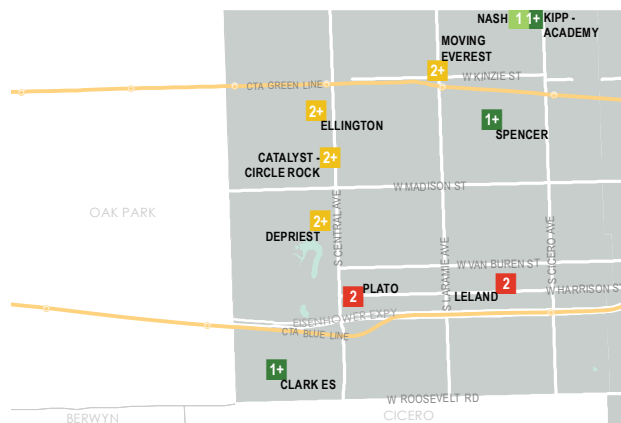 NASH
1
1+
KIPP -
ACADEMY
MOVING
EVEREST
2+
W KINZIE ST
CTA GREEN LINE
2+
ELLINGTON
1+
SPENCER
CATALYST -
CIRCLE ROCK
2+
W MADISON ST
OAK PARK
S CENTRAL AVE
S LARAMIE AVE
S CICERO AVE
2+
DEPRIEST
W VAN BUREN ST
2
PLATO
2
LELAND
W HARRISON ST
EISENHOWER EXPY
CTA BLUE LINE
1+
CLARK ES
W ROOSEVELT RD
BERWYN
CICERO